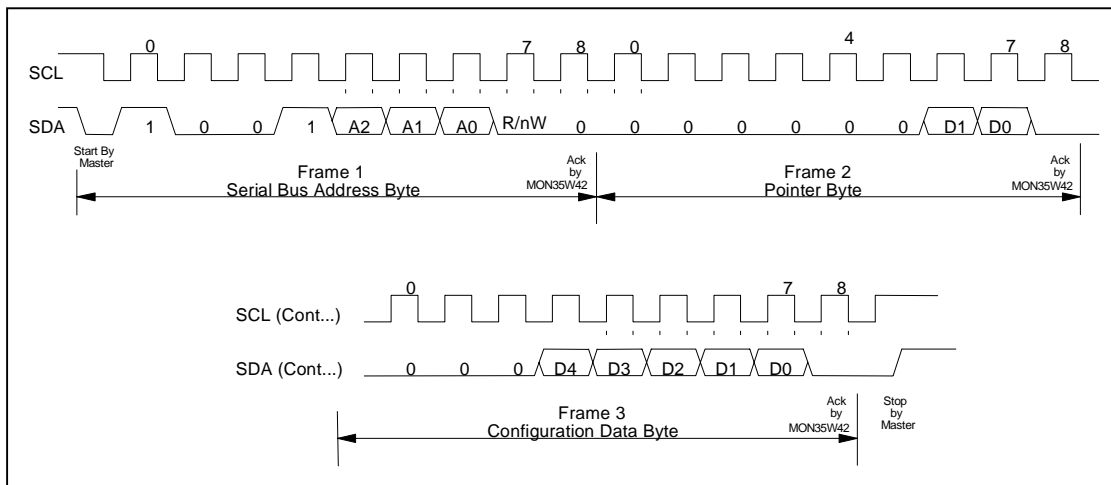 0 7 8 0 4 7 8
SCL
SDA 1 0 0 1 A2 A1 A0 R/nW 0 0 0 0 0 0 0 D1 D0
Start By
Master
Frame 1
Serial Bus Address Byte
Ack
by
MON35W42
Frame 2
Pointer Byte
Ack
by
MON35W42
0 7 8
SCL (Cont...)
SDA (Cont...) 0 0 0 D4 D3 D2 D1 D0
Frame 3
Configuration Data Byte
Ack
by
MON35W42
Stop
by
Master